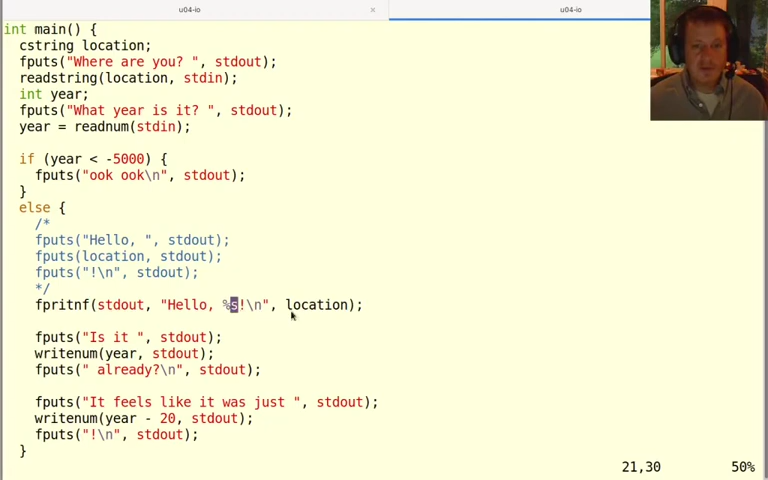 u04-io × u04-io
int main() {
cstring location;
fputs("Where are you? ", stdout);
readstring(location, stdin);
int year;
fputs("What year is it? ", stdout);
year = readnum(stdin);
if (year < -5000) {
fputs("ook ook\n", stdout);
}
else {
/*
fputs("Hello, ", stdout);
fputs(location, stdout);
fputs("!\n", stdout);
*/
fpritnf(stdout, "Hello, %s!\n", location);
fputs("Is it ", stdout);
writenum(year, stdout);
fputs(" already?\n", stdout);
fputs("It feels like it was just ", stdout);
writenum(year - 20, stdout);
fputs("!\n", stdout);
}
21,30 50%